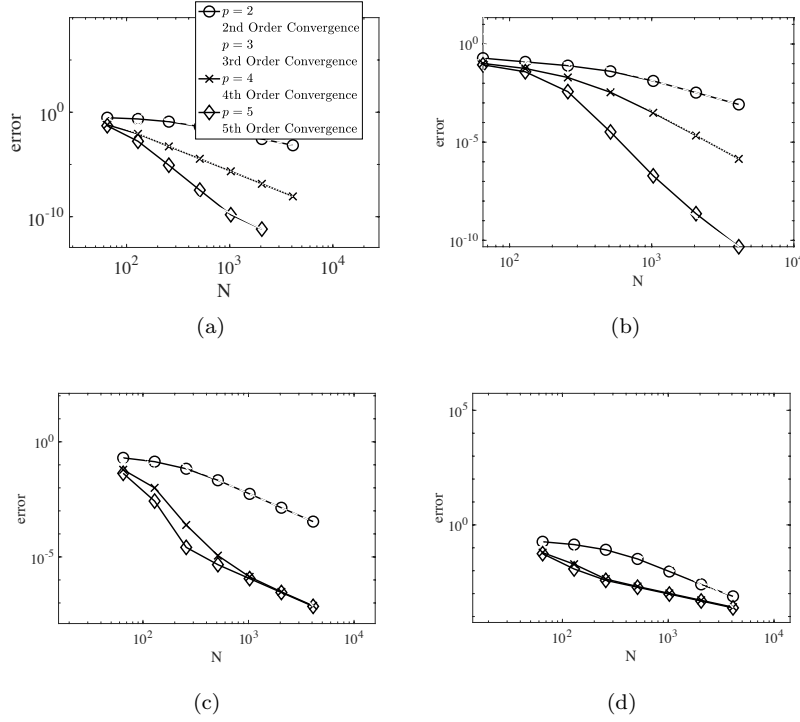 p = 2
2nd Order Convergence
p = 3
3rd Order Convergence
p = 4
4th Order Convergence
p = 5
5th Order Convergence
10^0
10^-10
error
10^2
10^3
10^4
N
(a)
10^0
10^-5
10^-10
error
10^2
10^3
N
(b)
10^0
10^-5
error
10^2
10^3
10^4
N
(c)
10^5
10^0
error
10^2
10^3
10^4
N
(d)